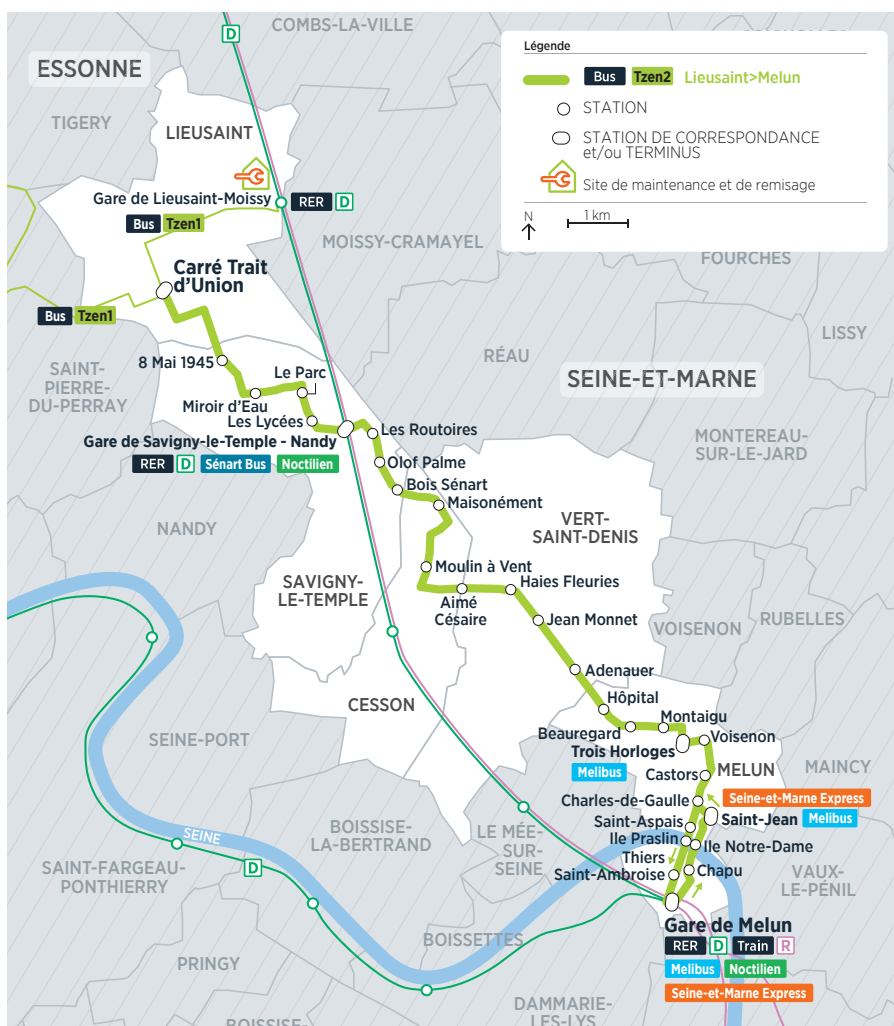 COMBS-LA-VILLE
D
ESSONNE
TIGERY
LIEUSAINT
Gare de Lieusaint-Moissy
RER D
Bus Tzen1
MOISSY-CRAMAYEL
Carré Trait
d'Union
Bus Tzen1
Légende
Bus Tzen2 Lieusaint>Melun
STATION
STATION DE CORRESPONDANCE
et/ou TERMINUS
Site de maintenance et de remisage
N
1 km
FOURCHES
LISSY
RÉAU
SEINE-ET-MARNE
SAINT-
PIERRE-
DU-PERRAY
8 Mai 1945
Le Parc
Miroir d'Eau
Les Lycées
Gare de Savigny-le-Temple - Nandy
RER D Sénart Bus Noctilien
Les Routoires
Olof Palme
Bois Sénart
Maisonément
MONTEREAU-
SUR-LE-JARD
NANDY
VERT-
SAINT-DENIS
SAVIGNY-
LE-TEMPLE
Moulin à Vent
Aimé
Césaire
Haies Fleuries
Jean Monnet
VOISENON
RUBELLES
Adenauer
CESSON
Hôpital
Beauregard
Montaigu
Trois Horloges
Melibus
Voisenon
SEINE-PORT
MELUN
MAINCY
Castors
Charles-de-Gaulle
Seine-et-Marne Express
Saint-Jean Melibus
Saint-Aspais
Ile Praslin
Ile Notre-Dame
Thiers
Saint-Ambroise
Chapu
SEINE
BOISSISE-
LA-BERTRAND
LE MÉE-
SUR-
SEINE
VAUX-
LE-PÉNIL
SAINT-FARGEAU-
PONTHIERRY
D
Gare de Melun
RER D Train R
Melibus Noctilien
Seine-et-Marne Express
BOISSETTES
PRINGY
DAMMARIE-
LES-LYS
BOISSISE-